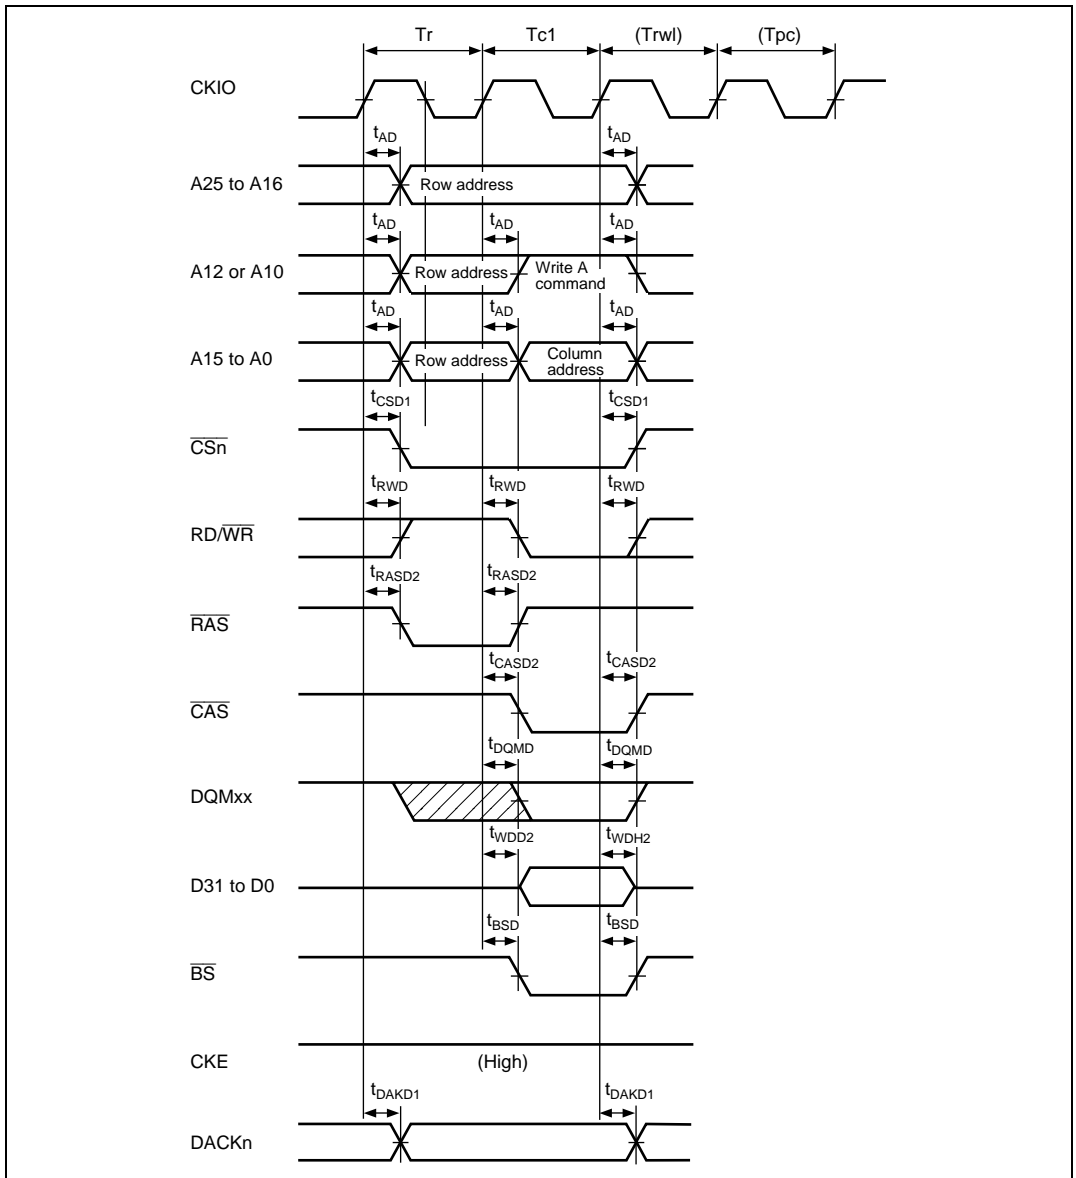 Tr Tc1 (Trwl) (Tpc)
CKIO
tAD tAD
A25 to A16 Row address
tAD tAD tAD
A12 or A10 Row address Write A command
tAD tAD tAD
A15 to A0 Row address Column address
tCSD1 tCSD1
CSn
tRWD tRWD tRWD
RD/WR
tRASD2 tRASD2
RAS
tCASD2 tCASD2
CAS
tDQMD tDQMD
DQMxx
tWDD2 tWDH2
D31 to D0
tBSD tBSD
BS
CKE (High)
tDAKD1 tDAKD1
DACKn